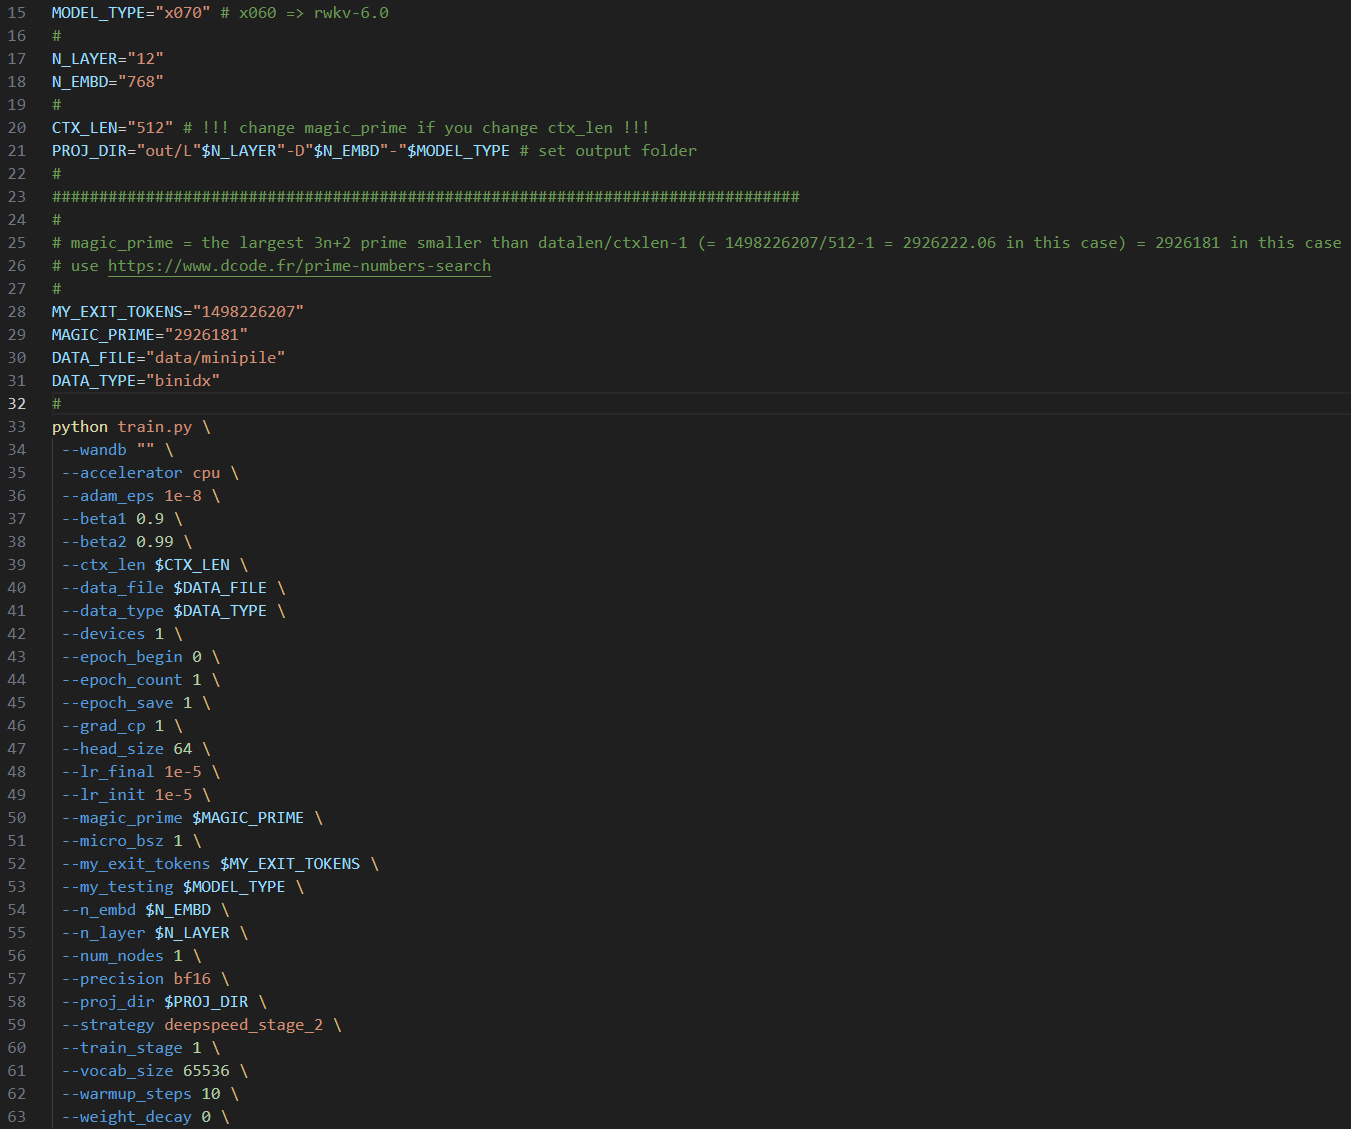 15 MODEL_TYPE="x070" # x060 => rwkv-6.0
16 #
17 N_LAYER="12"
18 N_EMBD="768"
19 #
20 CTX_LEN="512" # !!! change magic_prime if you change ctx_len !!!
21 PROJ_DIR="out/L"$N_LAYER"-D"$N_EMBD"-"$MODEL_TYPE # set output folder
22 #
23 ################################################################################
24 #
25 # magic_prime = the largest 3n+2 prime smaller than datalen/ctxlen-1 (= 1498226207/512-1 = 2926222.06 in this case) = 2926181 in this case
26 # use https://www.dcode.fr/prime-numbers-search
27 #
28 MY_EXIT_TOKENS="1498226207"
29 MAGIC_PRIME="2926181"
30 DATA_FILE="data/minipile"
31 DATA_TYPE="binidx"
32 #
33 python train.py \
34 --wandb "" \
35 --accelerator cpu \
36 --adam_eps 1e-8 \
37 --beta1 0.9 \
38 --beta2 0.99 \
39 --ctx_len $CTX_LEN \
40 --data_file $DATA_FILE \
41 --data_type $DATA_TYPE \
42 --devices 1 \
43 --epoch_begin 0 \
44 --epoch_count 1 \
45 --epoch_save 1 \
46 --grad_cp 1 \
47 --head_size 64 \
48 --lr_final 1e-5 \
49 --lr_init 1e-5 \
50 --magic_prime $MAGIC_PRIME \
51 --micro_bsz 1 \
52 --my_exit_tokens $MY_EXIT_TOKENS \
53 --my_testing $MODEL_TYPE \
54 --n_embd $N_EMBD \
55 --n_layer $N_LAYER \
56 --num_nodes 1 \
57 --precision bf16 \
58 --proj_dir $PROJ_DIR \
59 --strategy deepspeed_stage_2 \
60 --train_stage 1 \
61 --vocab_size 65536 \
62 --warmup_steps 10 \
63 --weight_decay 0 \